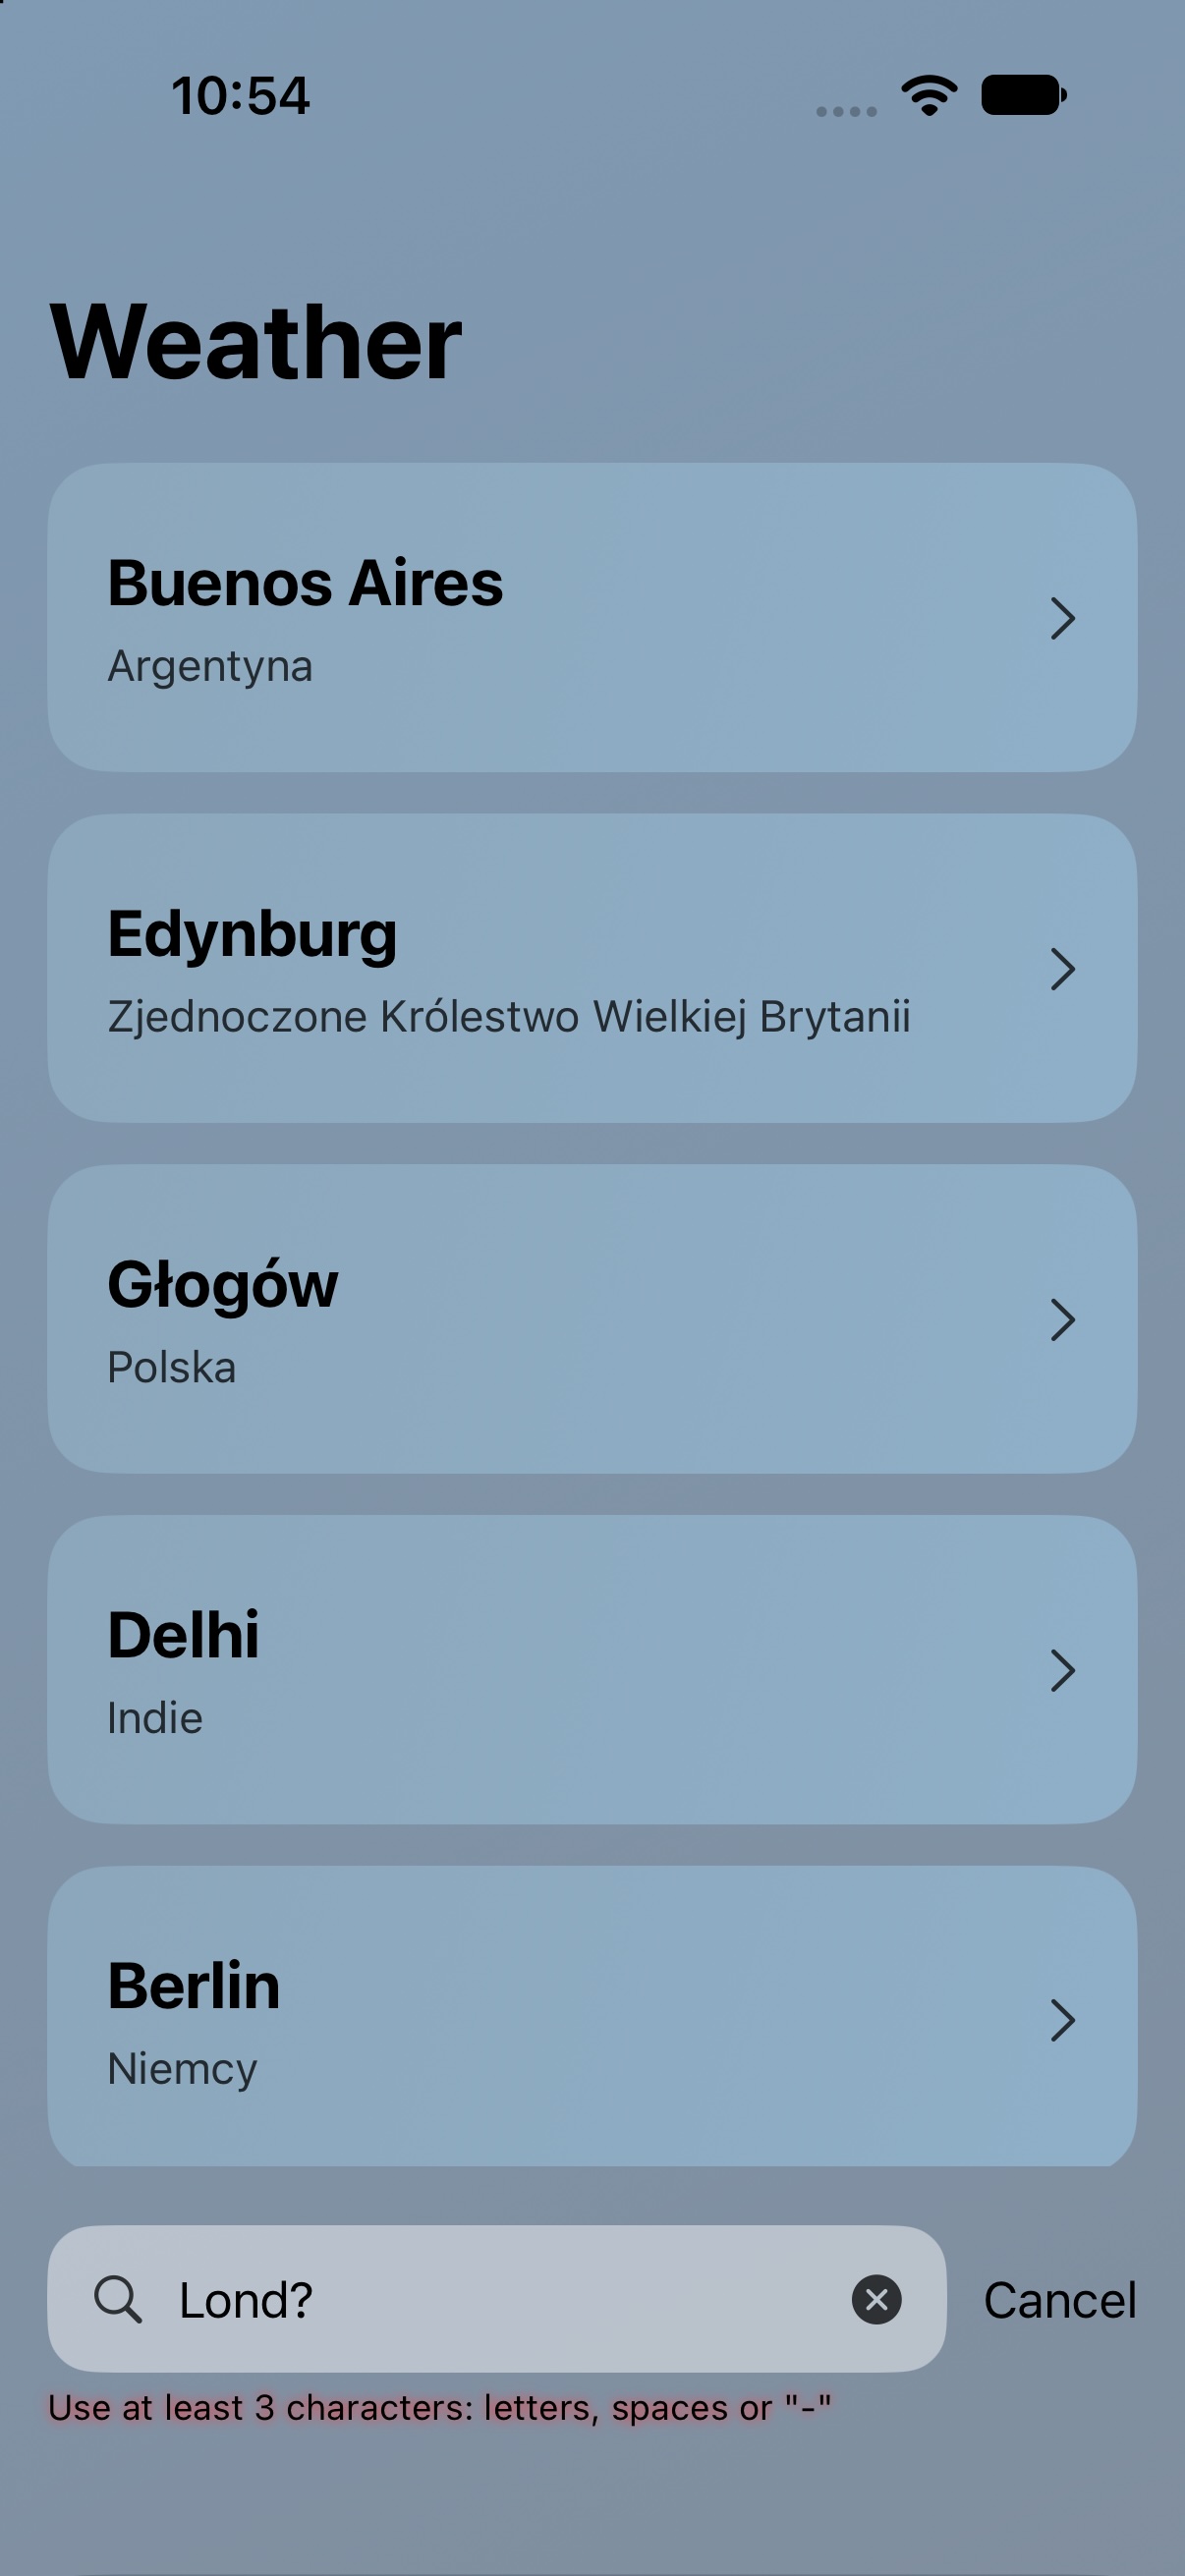 10:54
Weather
Buenos Aires
Argentyna
Edynburg
Zjednoczone Królestwo Wielkiej Brytanii
Głogów
Polska
Delhi
Indie
Berlin
Niemcy
Lond?
Cancel
Use at least 3 characters: letters, spaces or "-"